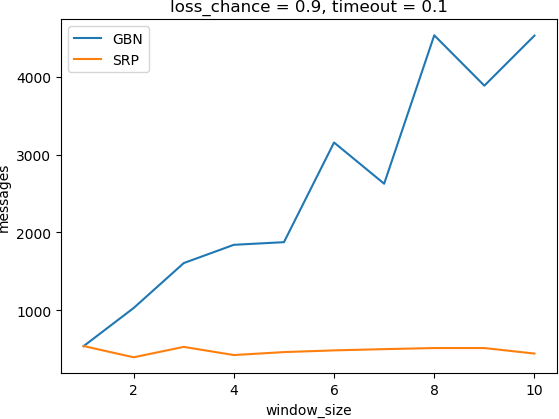 loss_chance = 0.9, timeout = 0.1
GBN
SRP
4000
3000
2000
1000
messages
2 4 6 8 10
window_size